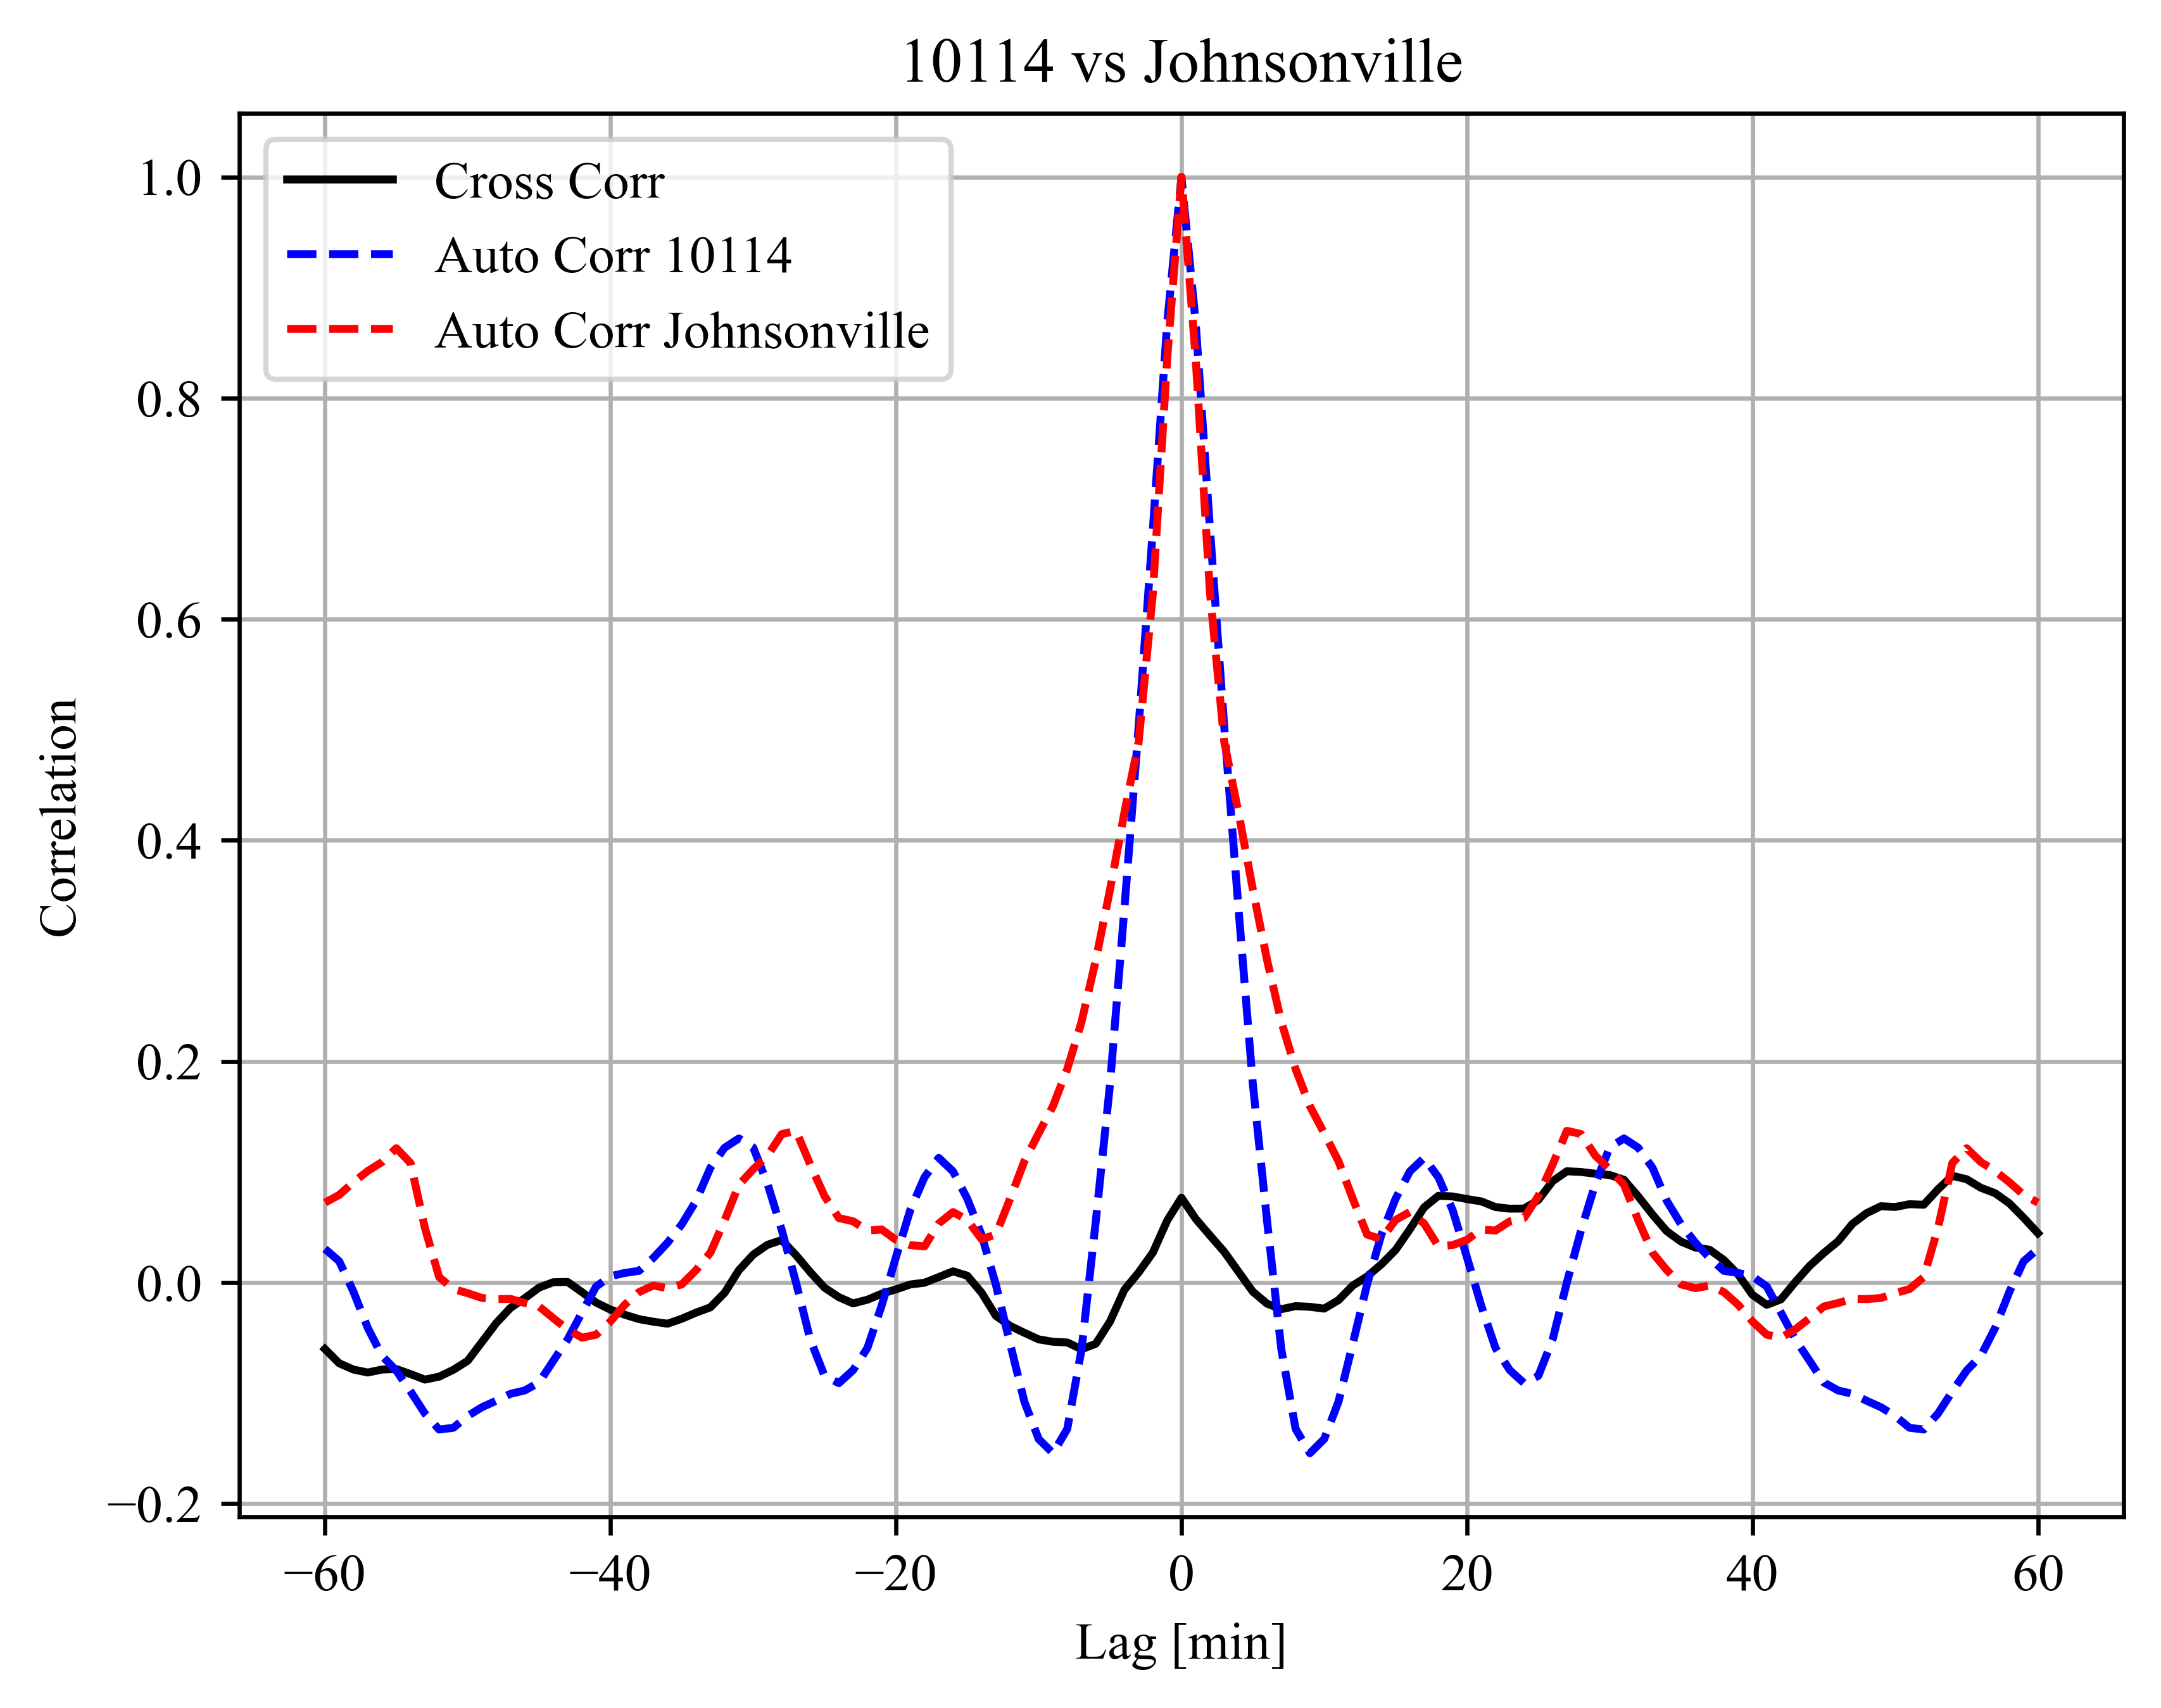 10114 vs Johnsonville
Cross Corr
Auto Corr 10114
Auto Corr Johnsonville
1.0
0.8
0.6
0.4
0.2
0.0
−0.2
Correlation
−60 −40 −20 0 20 40 60
Lag [min]